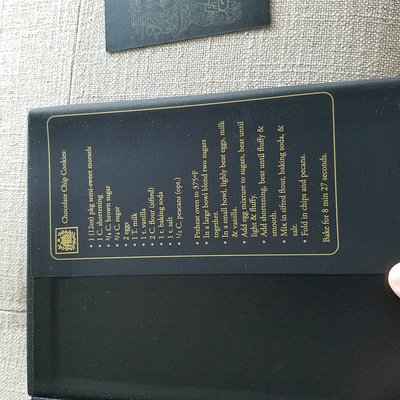 Chocolate Chip Cookies:
• 1 (12oz) pkg semi-sweet morsels
• 1 C. shortening
• 3/4 C. brown sugar
• 3/4 C. sugar
• 2 eggs
• 1 T. milk
• 1 t. vanilla
• 2 C. flour (sifted)
• 1 t. baking soda
• 1 t. salt
• 1/2 C. pecans (opt.)
Preheat oven to 375°F
• In a large bowl blend two sugars
together.
• In a small bowl, lighly beat eggs, milk
& vanilla.
• Add egg mixture to sugars, beat until
light & fluffy.
• Add shortening, beat until fluffy &
smooth.
• Mix in sifted flour, baking soda, &
salt.
• Fold in chips and pecans.
Bake for 8 min 27 seconds.